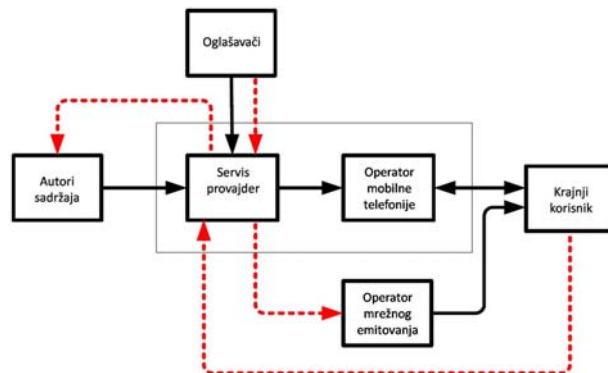 Oglašavači
Autori
sadržaja
Servis
provajder
Operator
mobilne
telefonije
Krajnji
korisnik
Operator
mrežnog
emitovanja